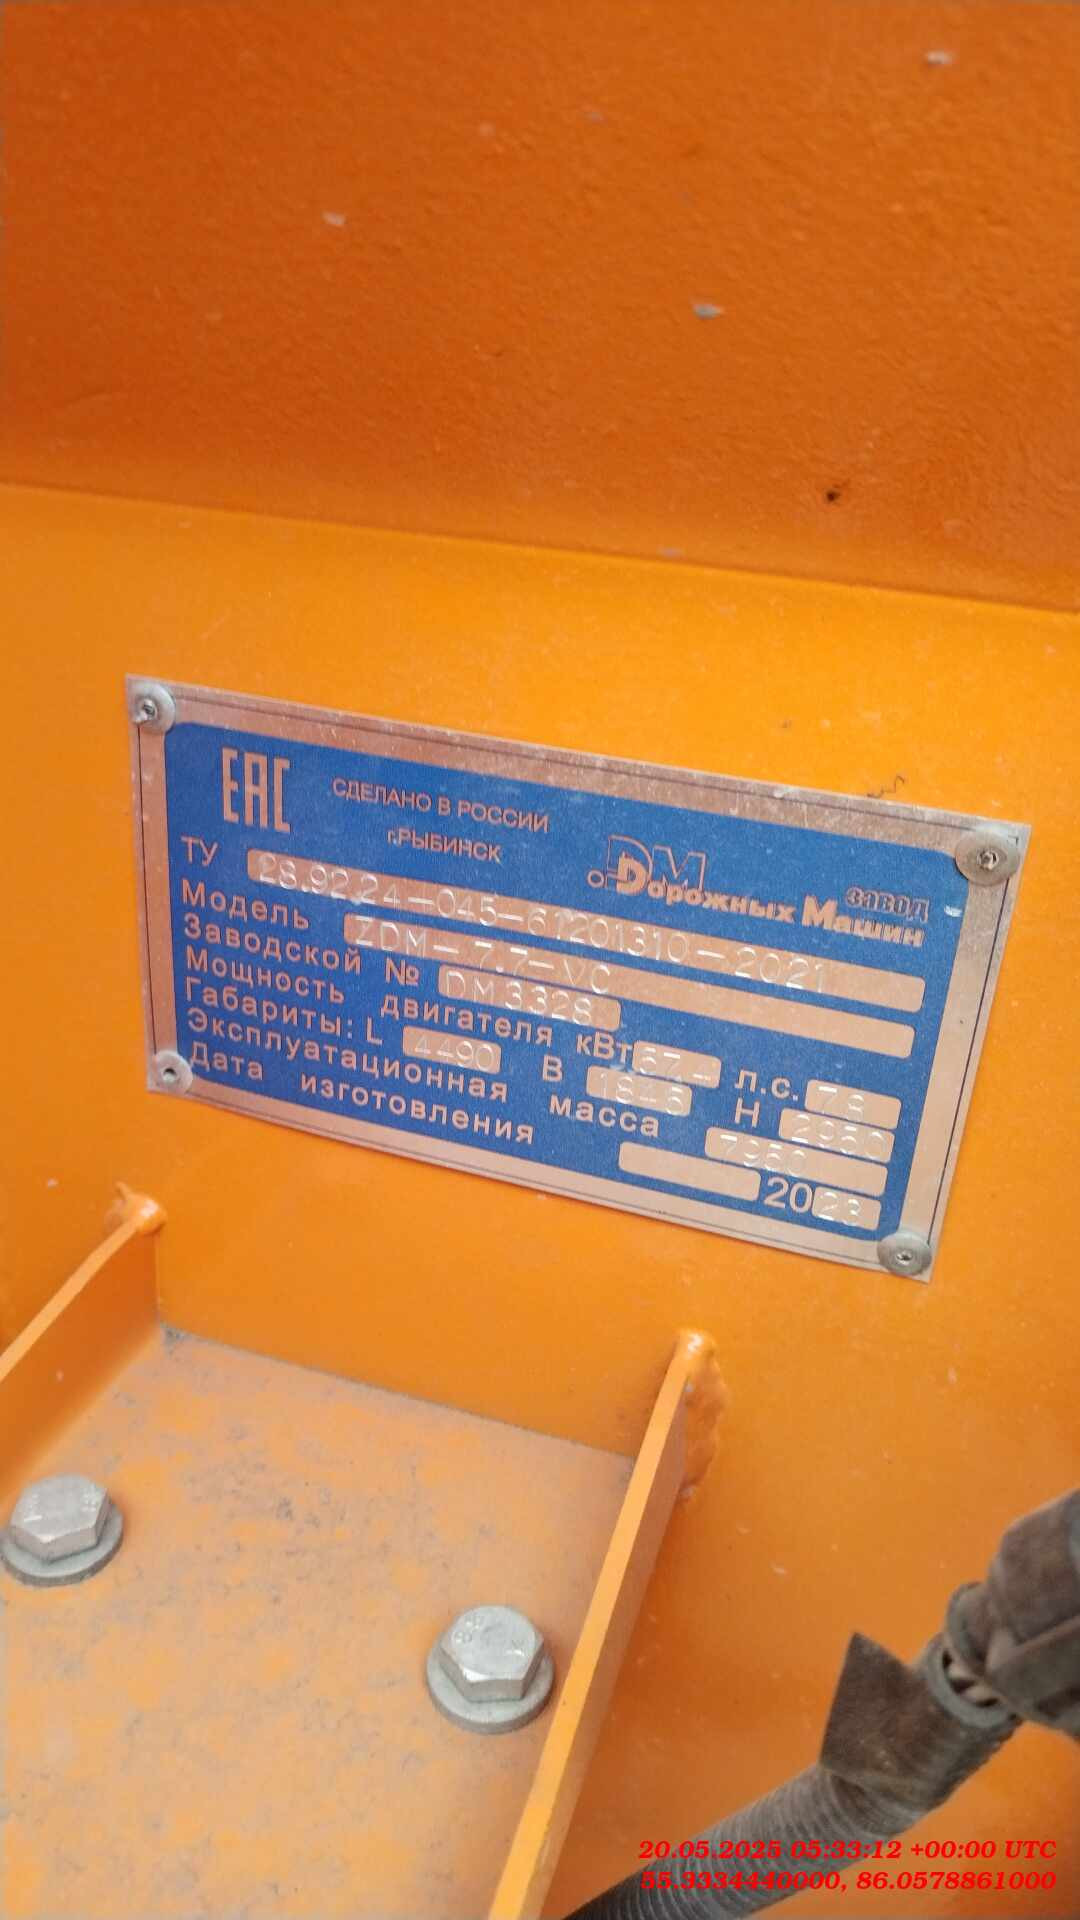 ЕАС
СДЕЛАНО В РОССИИ
г.РЫБИНСК
DM
ЗАВОД
Dорожных Машин
ТУ 28.92.24-045-61201310-2021
Модель ZDM-7.7-VC
Заводской № DM3328
Мощность двигателя кВт 57.- л.с. 78
Габариты: L 4490 В Н 2950
Эксплуатационная масса 7950
Дата изготовления 2023
20.05.2025 05:33:12 +00:00 UTC
55.3334440000, 86.0578861000